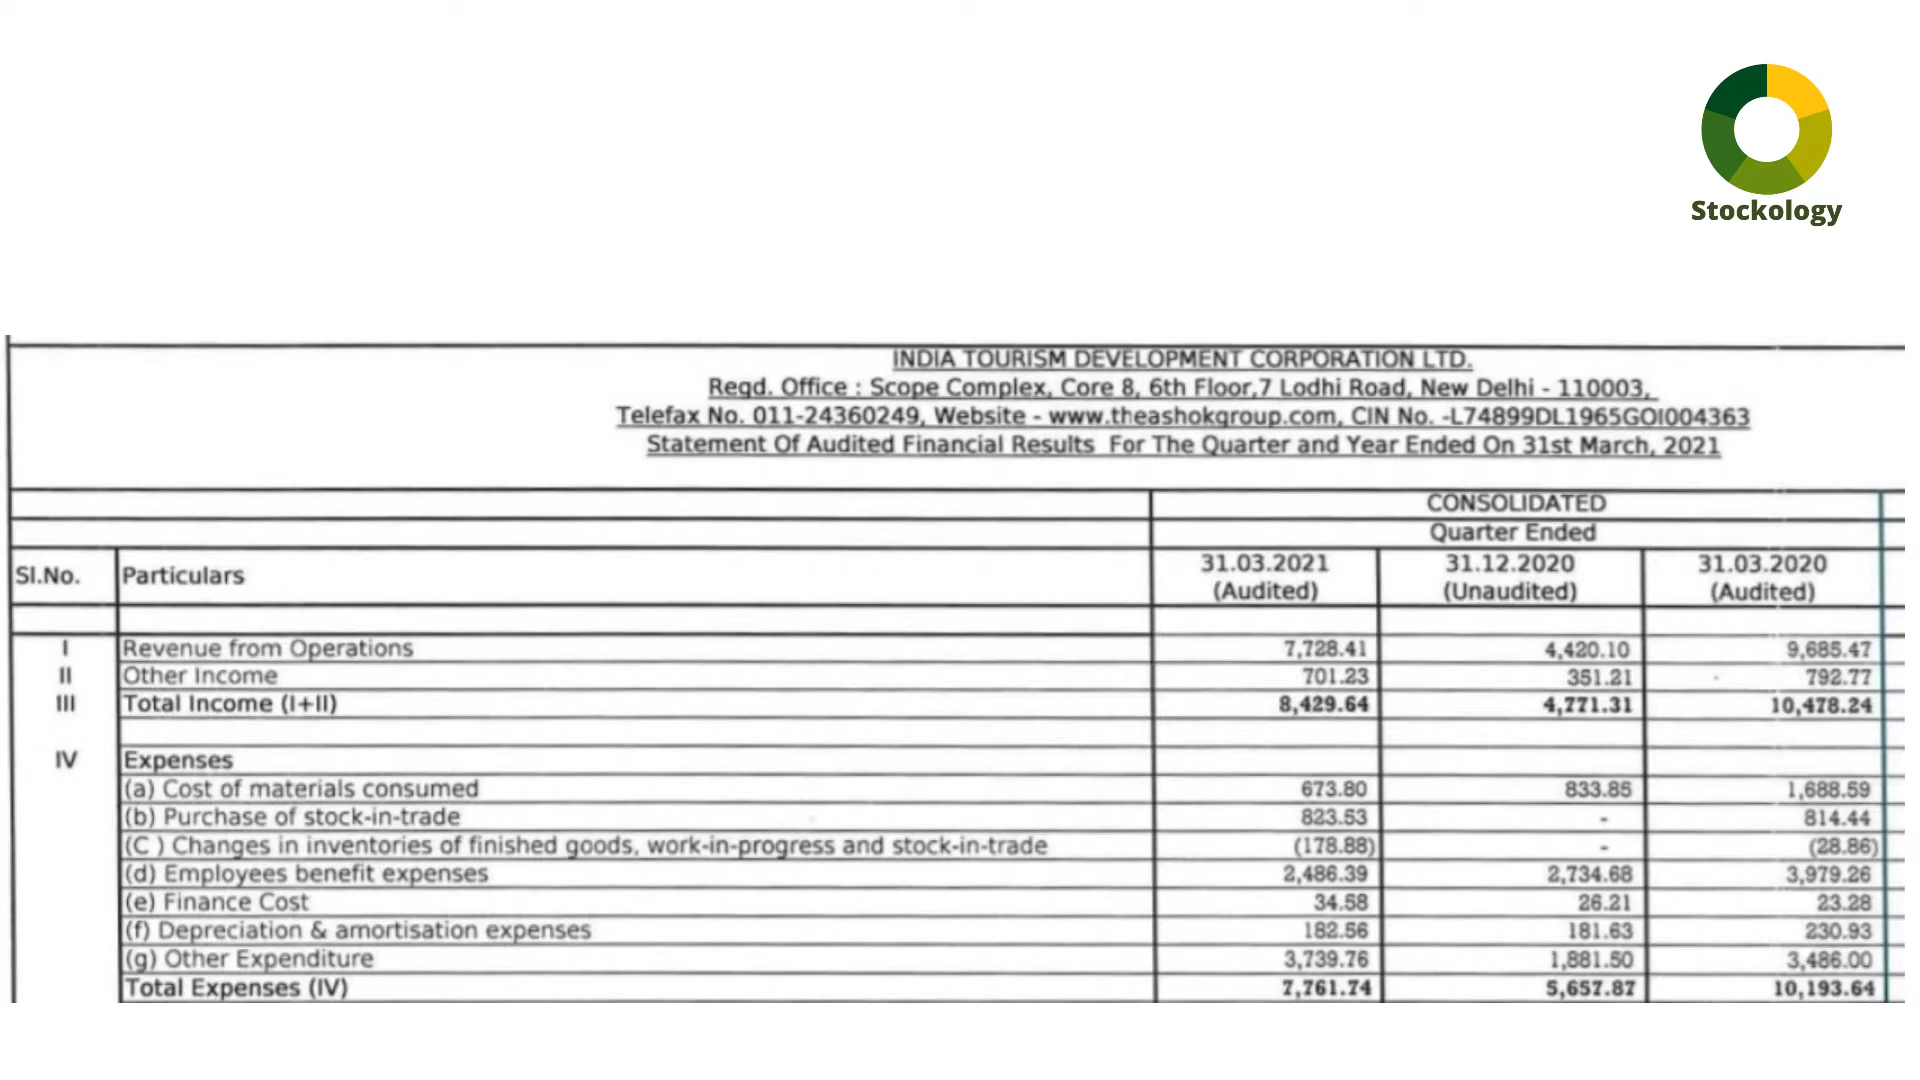 Stockology
INDIA TOURISM DEVELOPMENT CORPORATION LTD.
Regd. Office : Scope Complex, Core 8, 6th Floor,7 Lodhi Road, New Delhi - 110003,
Telefax No. 011-24360249, Website - www.theashokgroup.com, CIN No. -L74899DL1965GOI004363
Statement Of Audited Financial Results For The Quarter and Year Ended On 31st March, 2021
CONSOLIDATED
Quarter Ended
Sl.No. Particulars 31.03.2021 (Audited) 31.12.2020 (Unaudited) 31.03.2020 (Audited)
I Revenue from Operations 7,728.41 4,420.10 9,685.47
II Other Income 701.23 351.21 792.77
III Total Income (I+II) 8,429.64 4,771.31 10,478.24
IV Expenses
(a) Cost of materials consumed 673.80 833.85 1,688.59
(b) Purchase of stock-in-trade 823.53 - 814.44
(C ) Changes in inventories of finished goods, work-in-progress and stock-in-trade (178.88) - (28.86)
(d) Employees benefit expenses 2,486.39 2,734.68 3,979.26
(e) Finance Cost 34.58 26.21 23.28
(f) Depreciation & amortisation expenses 182.56 181.63 230.93
(g) Other Expenditure 3,739.76 1,881.50 3,486.00
Total Expenses (IV) 7,761.74 5,657.87 10,193.64